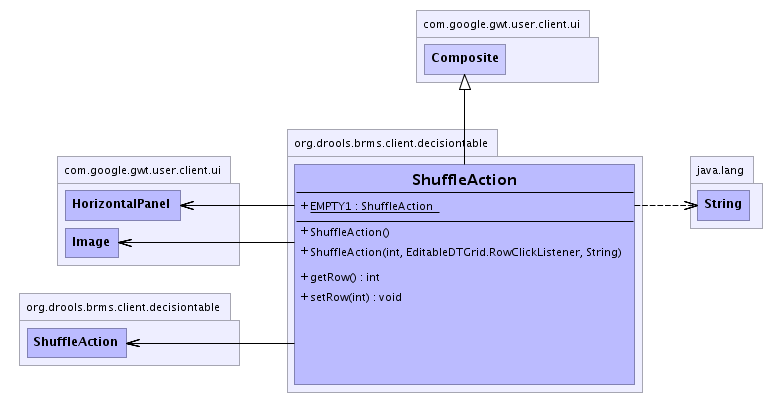 com.google.gwt.user.client.ui
Composite
org.drools.brms.client.decisiontable
ShuffleAction
+ EMPTY1 : ShuffleAction
+ ShuffleAction()
+ ShuffleAction(int, EditableDTGrid.RowClickListener, String)
+ getRow() : int
+ setRow(int) : void
com.google.gwt.user.client.ui
HorizontalPanel
Image
java.lang
String
org.drools.brms.client.decisiontable
ShuffleAction